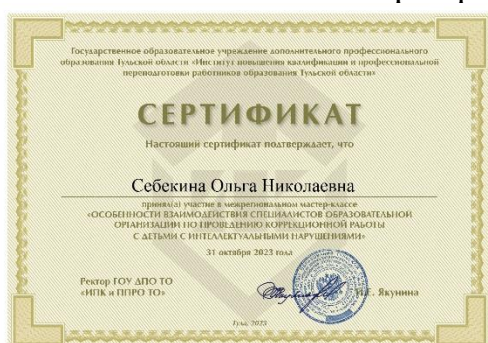 Государственное образовательное учреждение дополнительного профессионального
образования Тульской области «Институт повышения квалификации и профессиональной
переподготовки работников образования Тульской области»
СЕРТИФИКАТ
Настоящий сертификат подтверждает, что
Себекина Ольга Николаевна
принял(а) участие в межрегиональном мастер-классе
«ОСОБЕННОСТИ ВЗАИМОДЕЙСТВИЯ СПЕЦИАЛИСТОВ ОБРАЗОВАТЕЛЬНОЙ
ОРГАНИЗАЦИИ ПО ПРОВЕДЕНИЮ КОРРЕКЦИОННОЙ РАБОТЫ
С ДЕТЬМИ С ИНТЕЛЛЕКТУАЛЬНЫМИ НАРУШЕНИЯМИ»
31 октября 2023 года
Ректор ГОУ ДПО ТО
«ИПК и ППРО ТО»
Якунина
Тула, 2023